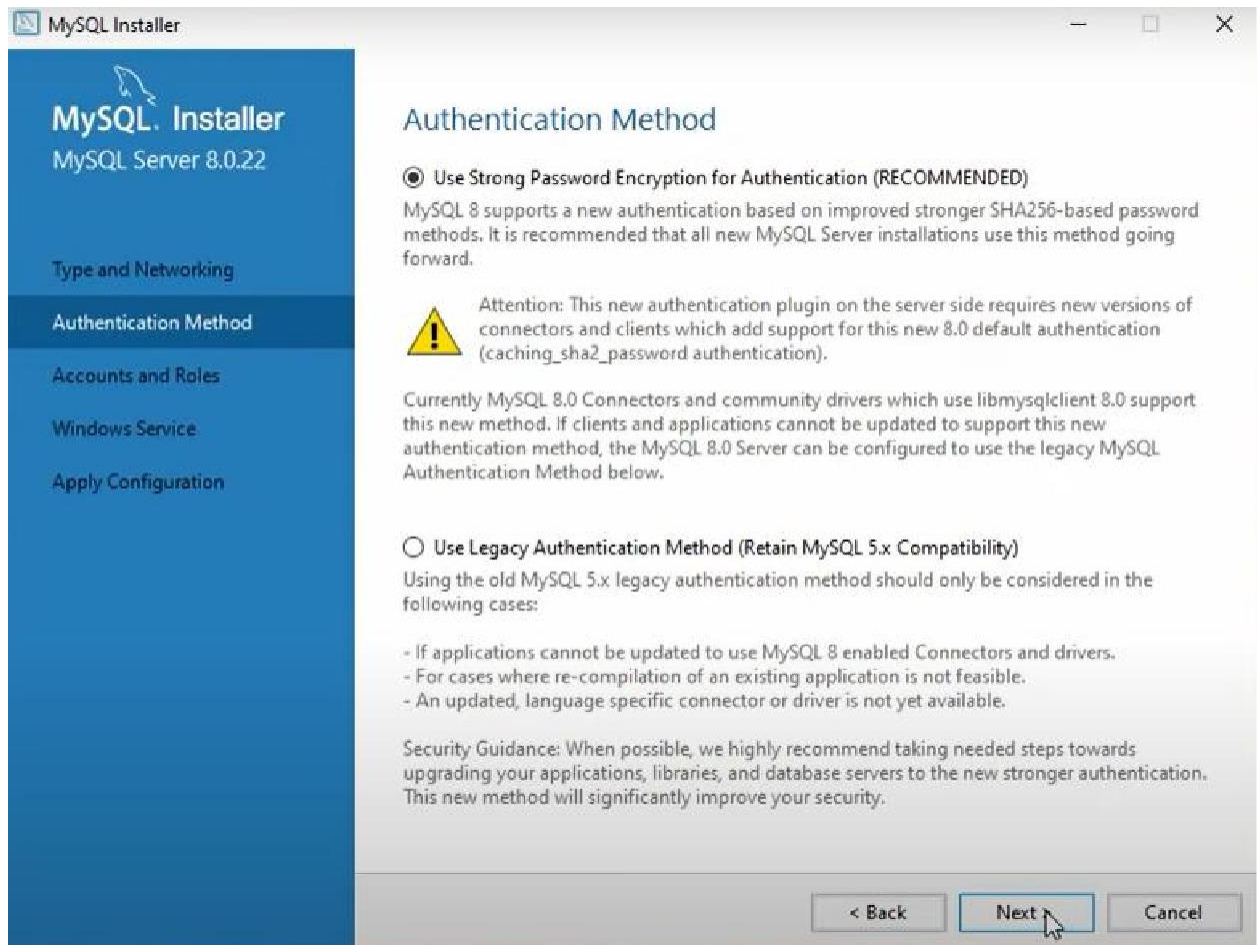 MySQL Installer
MySQL. Installer
MySQL Server 8.0.22
Type and Networking
Authentication Method
Accounts and Roles
Windows Service
Apply Configuration
Authentication Method
Use Strong Password Encryption for Authentication (RECOMMENDED)
MySQL 8 supports a new authentication based on improved stronger SHA256-based password
methods. It is recommended that all new MySQL Server installations use this method going
forward.
Attention: This new authentication plugin on the server side requires new versions of
connectors and clients which add support for this new 8.0 default authentication
(caching_sha2_password authentication).
Currently MySQL 8.0 Connectors and community drivers which use libmysqlclient 8.0 support
this new method. If clients and applications cannot be updated to support this new
authentication method, the MySQL 8.0 Server can be configured to use the legacy MySQL
Authentication Method below.
Use Legacy Authentication Method (Retain MySQL 5.x Compatibility)
Using the old MySQL 5.x legacy authentication method should only be considered in the
following cases:
- If applications cannot be updated to use MySQL 8 enabled Connectors and drivers.
- For cases where re-compilation of an existing application is not feasible.
- An updated, language specific connector or driver is not yet available.
Security Guidance: When possible, we highly recommend taking needed steps towards
upgrading your applications, libraries, and database servers to the new stronger authentication.
This new method will significantly improve your security.
< Back
Next >
Cancel